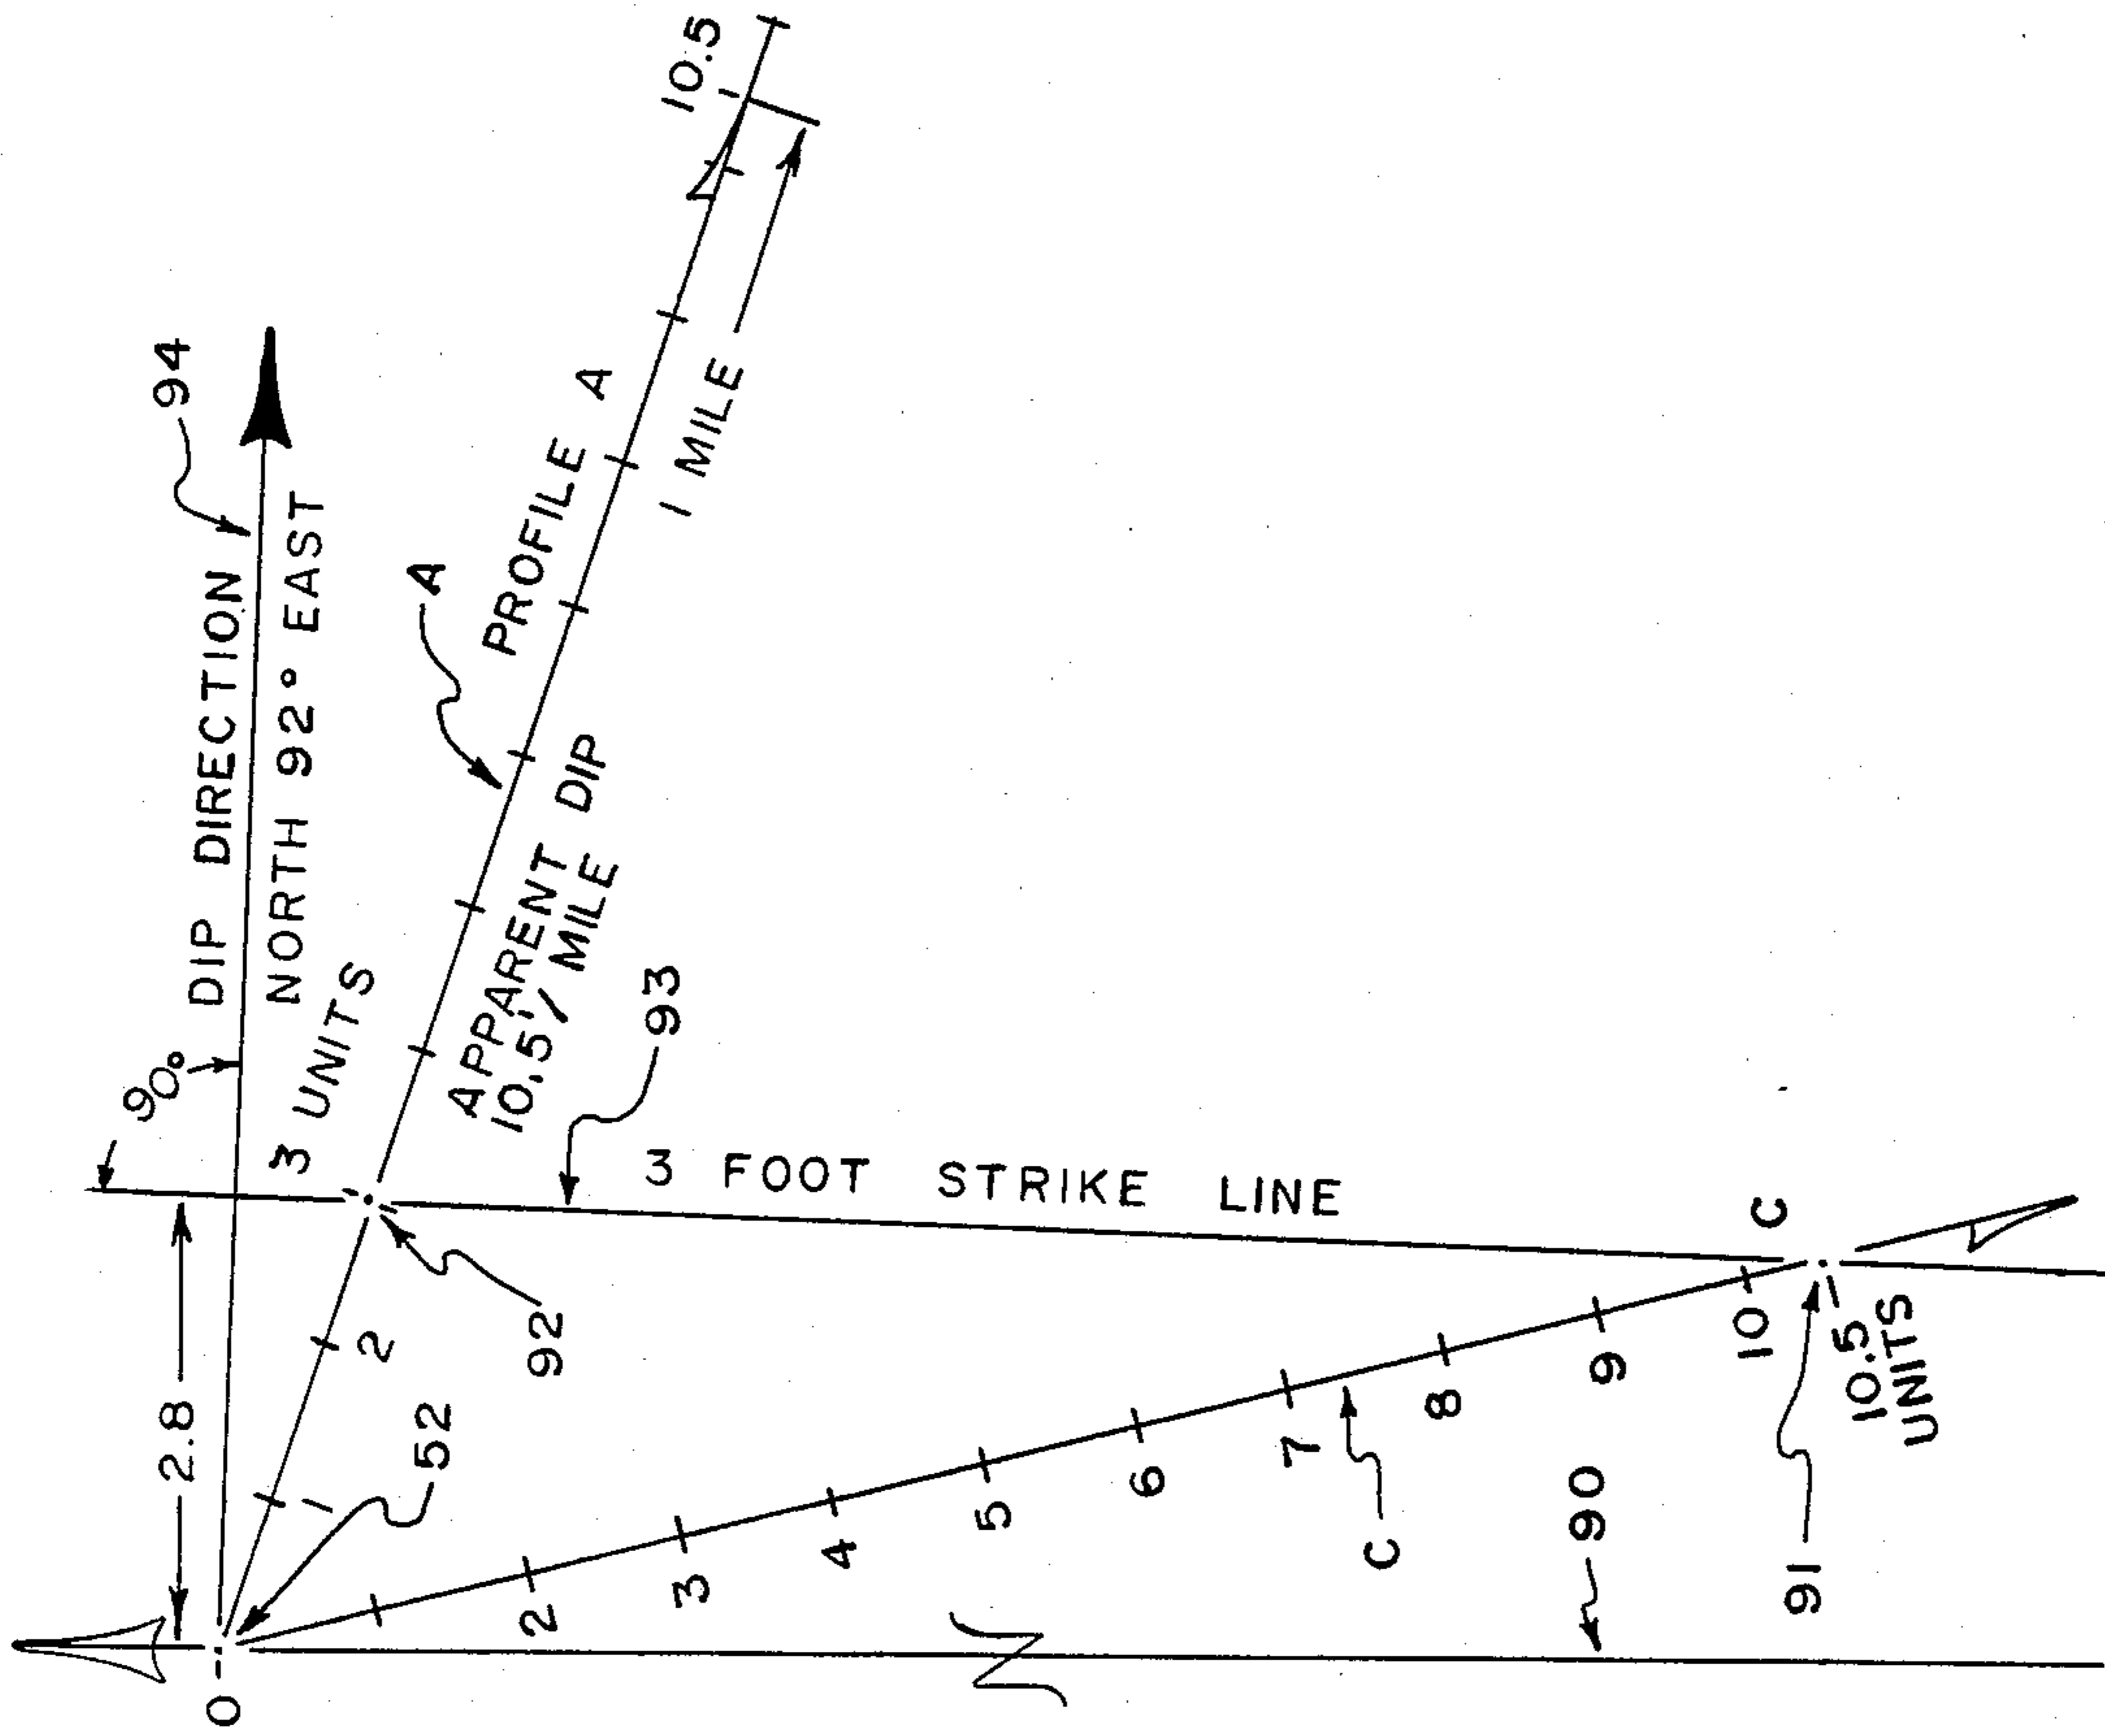 94
DIP DIRECTION
NORTH 92° EAST
90°
2.8
0
52
1
2
3 UNITS
92
A
PROFILE A
APPARENT DIP
10.5'/ MILE
10.5
1 MILE
93
3 FOOT STRIKE LINE
2
3
4
5
6
7
8
9
10
10.5
UNITS
C
C
90
91
N